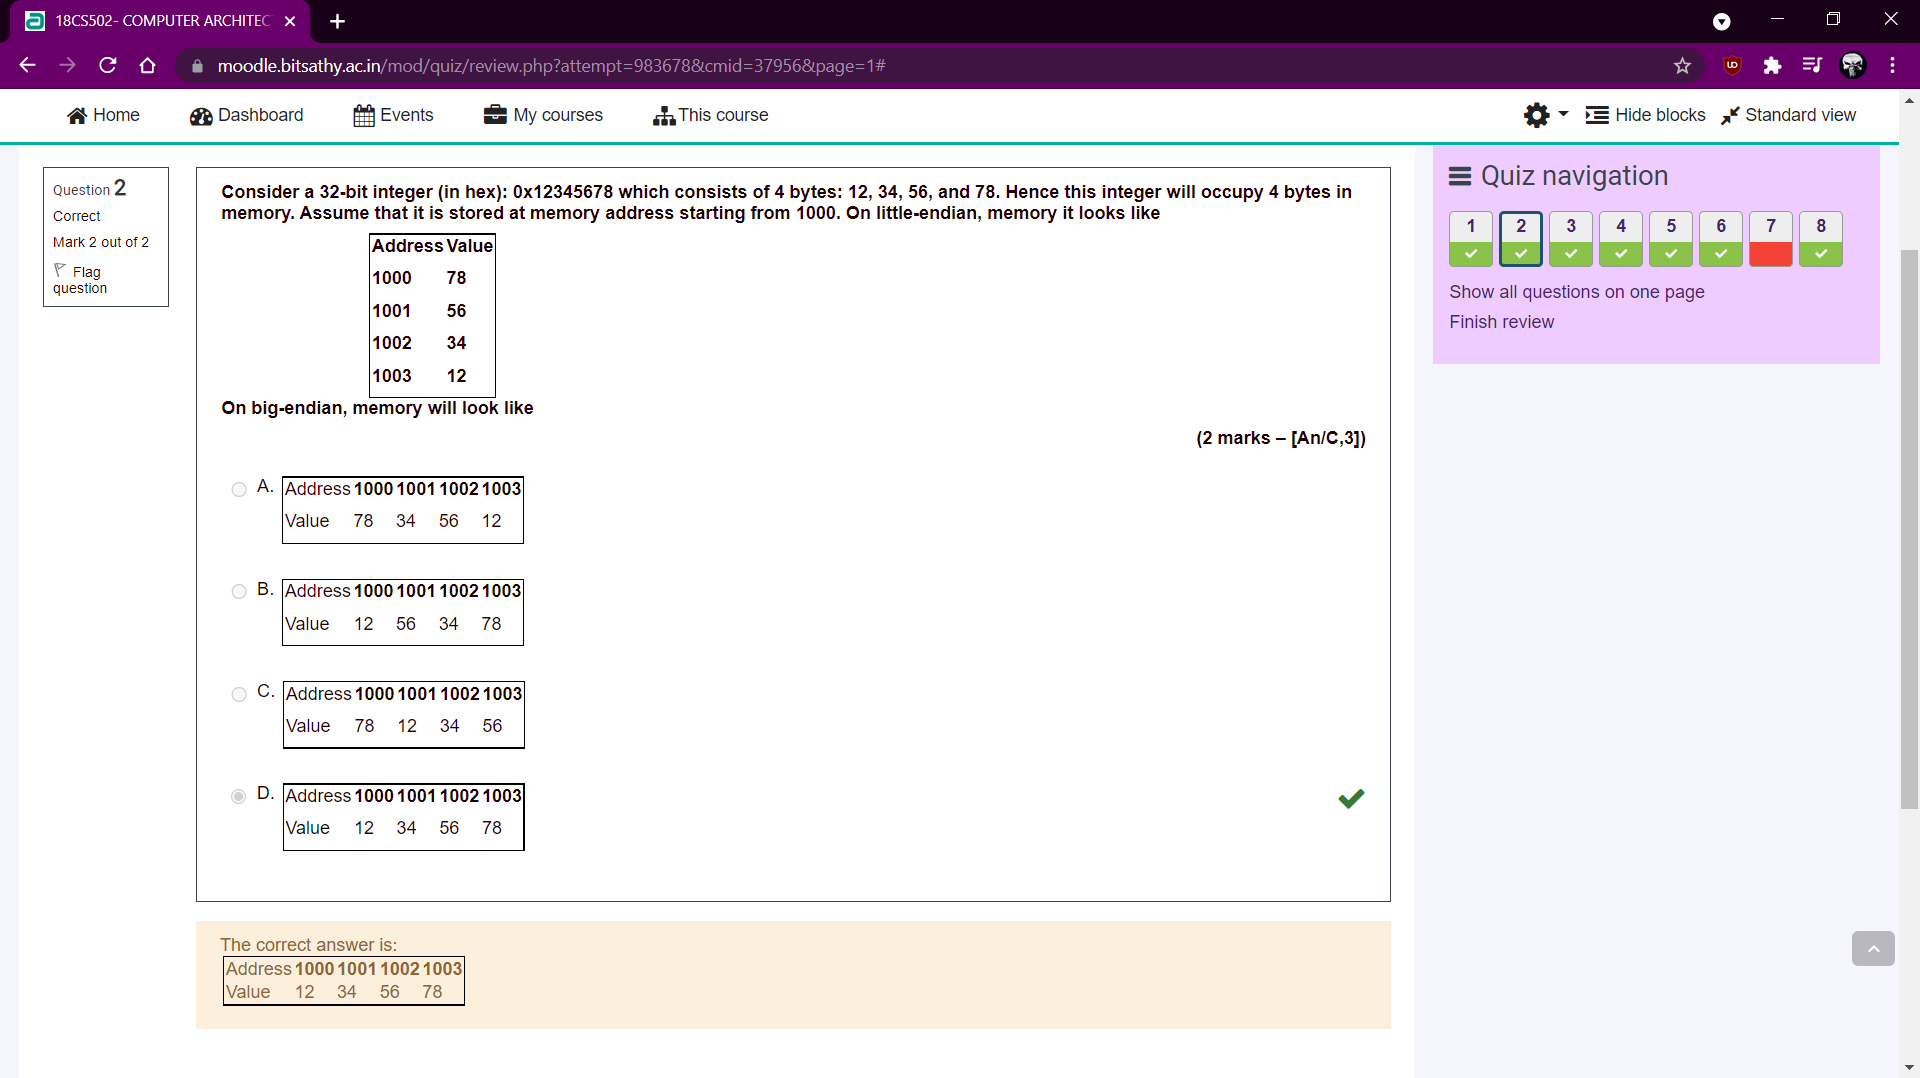 18CS502- COMPUTER ARCHITEC
moodle.bitsathy.ac.in/mod/quiz/review.php?attempt=983678&cmid=37956&page=1#
Home Dashboard Events My courses This course Hide blocks Standard view
Question 2
Correct
Mark 2 out of 2
Flag
question
Consider a 32-bit integer (in hex): 0x12345678 which consists of 4 bytes: 12, 34, 56, and 78. Hence this integer will occupy 4 bytes in
memory. Assume that it is stored at memory address starting from 1000. On little-endian, memory it looks like
Address Value
1000 78
1001 56
1002 34
1003 12
On big-endian, memory will look like
(2 marks – [An/C,3])
A. Address 1000 1001 1002 1003
Value 78 34 56 12
B. Address 1000 1001 1002 1003
Value 12 56 34 78
C. Address 1000 1001 1002 1003
Value 78 12 34 56
D. Address 1000 1001 1002 1003
Value 12 34 56 78
The correct answer is:
Address 1000 1001 1002 1003
Value 12 34 56 78
Quiz navigation
1 2 3 4 5 6 7 8
Show all questions on one page
Finish review